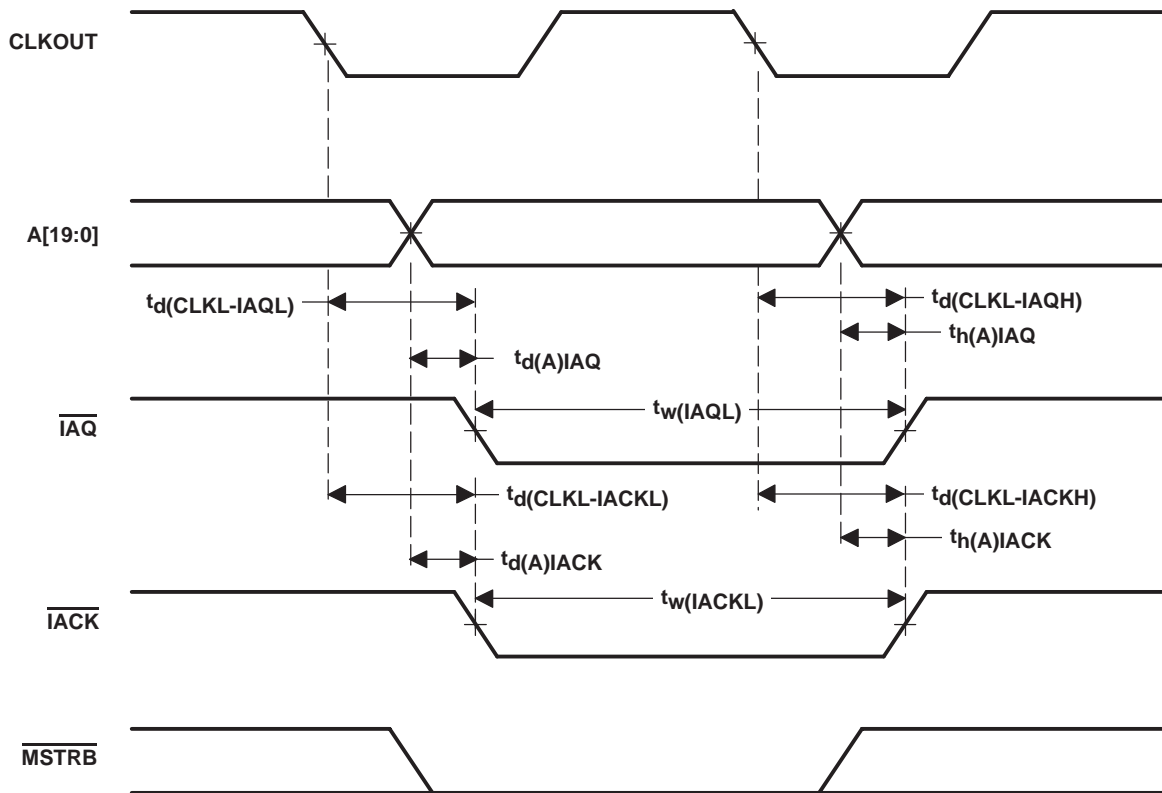 CLKOUT
A[19:0]
td(CLKL-IAQL)
td(CLKL-IAQH)
th(A)IAQ
td(A)IAQ
tw(IAQL)
IAQ
td(CLKL-IACKL)
td(CLKL-IACKH)
th(A)IACK
td(A)IACK
tw(IACKL)
IACK
MSTRB